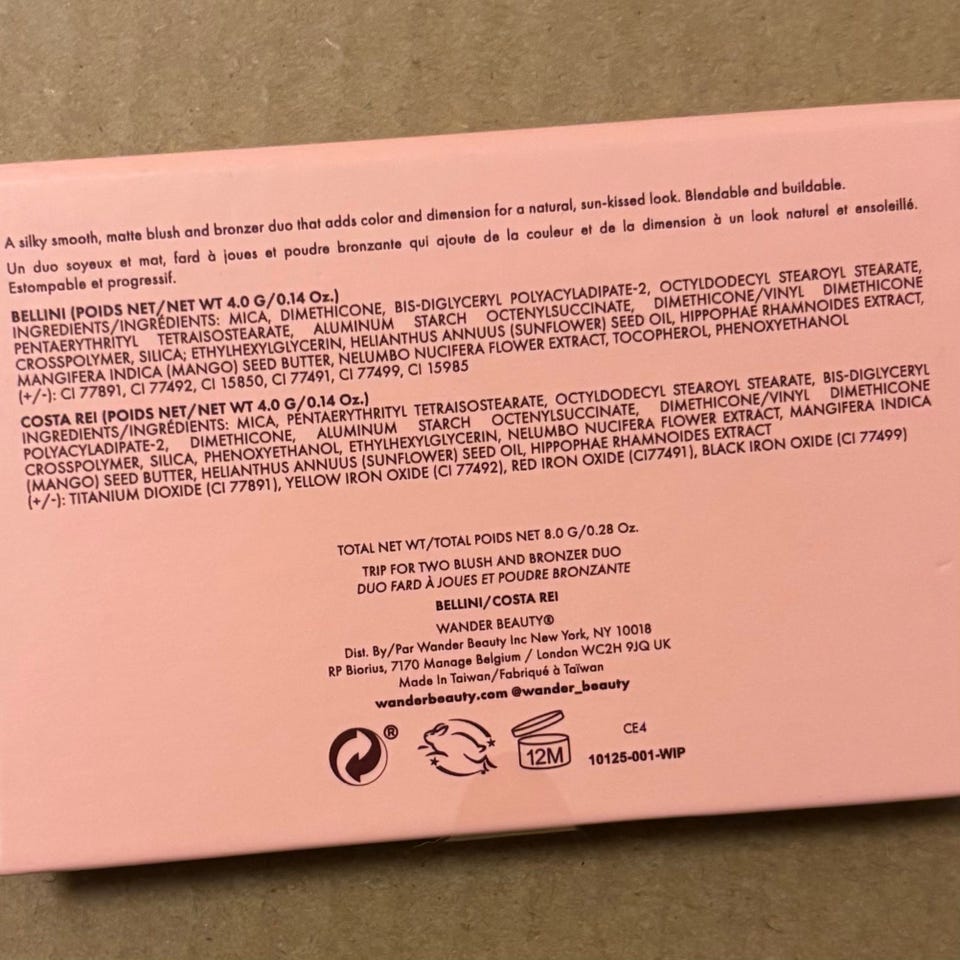 A silky smooth, matte blush and bronzer duo that adds color and dimension for a natural, sun-kissed look. Blendable and buildable.
Un duo soyeux et mat, fard à joues et poudre bronzante qui ajoute de la couleur et de la dimension à un look naturel et ensoleillé.
Estompable et progressif.
BELLINI (POIDS NET/NET WT 4.0 G/0.14 Oz.)
INGREDIENTS/INGRÉDIENTS: MICA, DIMETHICONE, BIS-DIGLYCERYL POLYACYLADIPATE-2, OCTYLDODECYL STEAROYL STEARATE,
PENTAERYTHRITYL TETRAISOSTEARATE, ALUMINUM STARCH OCTENYLSUCCINATE, DIMETHICONE/VINYL DIMETHICONE
CROSSPOLYMER, SILICA; ETHYLHEXYLGLYCERIN, HELIANTHUS ANNUUS (SUNFLOWER) SEED OIL, HIPPOPHAE RHAMNOIDES EXTRACT,
MANGIFERA INDICA (MANGO) SEED BUTTER, NELUMBO NUCIFERA FLOWER EXTRACT, TOCOPHEROL, PHENOXYETHANOL
(+/-): CI 77891, CI 77492, CI 15850, CI 77491, CI 77499, CI 15985
COSTA REI (POIDS NET/NET WT 4.0 G/0.14 Oz.)
INGREDIENTS/INGRÉDIENTS: MICA, PENTAERYTHRITYL TETRAISOSTEARATE, OCTYLDODECYL STEAROYL STEARATE, BIS-DIGLYCERYL
POLYACYLADIPATE-2, DIMETHICONE, ALUMINUM STARCH OCTENYLSUCCINATE, DIMETHICONE/VINYL DIMETHICONE
CROSSPOLYMER, SILICA, PHENOXYETHANOL, ETHYLHEXYLGLYCERIN, NELUMBO NUCIFERA FLOWER EXTRACT, MANGIFERA INDICA
(MANGO) SEED BUTTER, HELIANTHUS ANNUUS (SUNFLOWER) SEED OIL, HIPPOPHAE RHAMNOIDES EXTRACT
(+/-): TITANIUM DIOXIDE (CI 77891), YELLOW IRON OXIDE (CI 77492), RED IRON OXIDE (CI77491), BLACK IRON OXIDE (CI 77499)
TOTAL NET WT/TOTAL POIDS NET 8.0 G/0.28 Oz.
TRIP FOR TWO BLUSH AND BRONZER DUO
DUO FARD À JOUES ET POUDRE BRONZANTE
BELLINI/COSTA REI
WANDER BEAUTY®
Dist. By/Par Wander Beauty Inc New York, NY 10018
RP Biorius, 7170 Manage Belgium / London WC2H 9JQ UK
Made In Taiwan/Fabriqué à Taïwan
wanderbeauty.com @wander_beauty
®
12M
CE4
10125-001-WIP